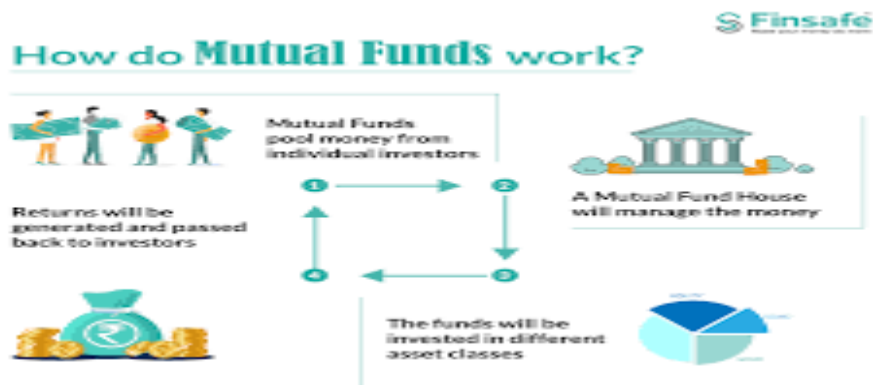 Finsafe
How do Mutual Funds work?
Mutual Funds
pool money from
individual investors
1
2
A Mutual Fund House
will manage the money
Returns will be
generated and passed
back to investors
4
3
The funds will be
invested in different
asset classes
₹